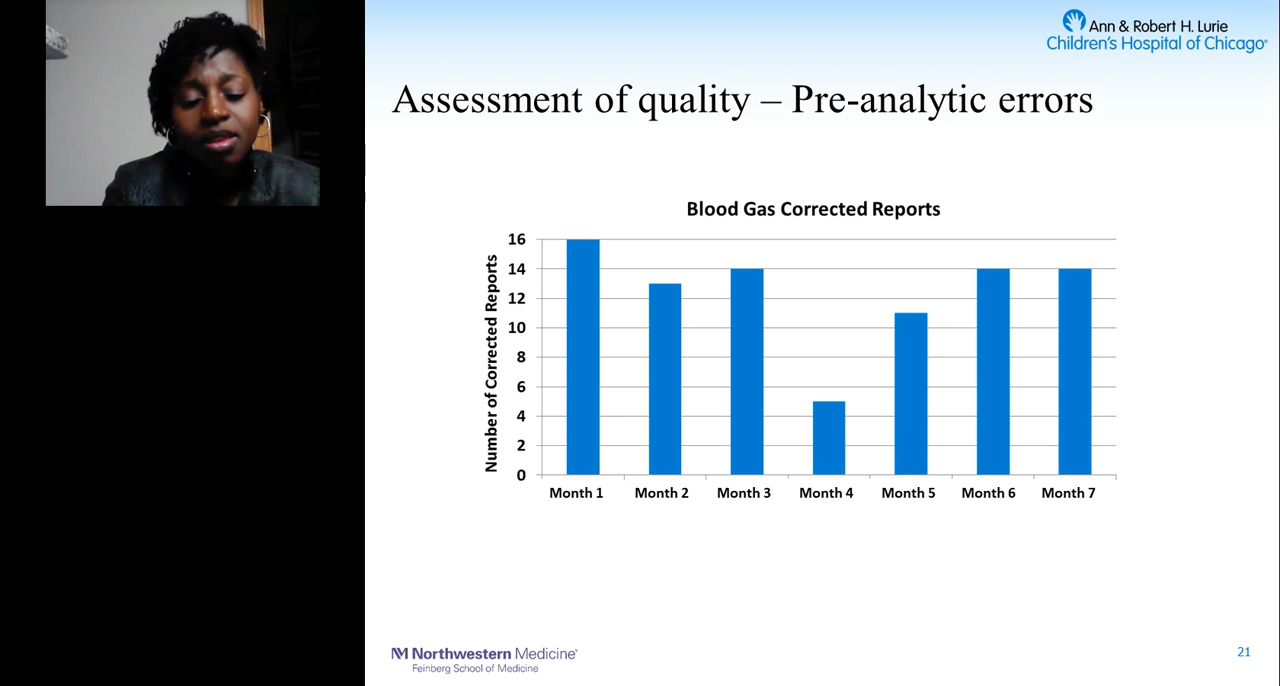 Ann & Robert H. Lurie
Children's Hospital of Chicago®
Assessment of quality – Pre-analytic errors
Blood Gas Corrected Reports
Number of Corrected Reports
16
14
12
10
8
6
4
2
0
Month 1 Month 2 Month 3 Month 4 Month 5 Month 6 Month 7
Northwestern Medicine®
Feinberg School of Medicine
21